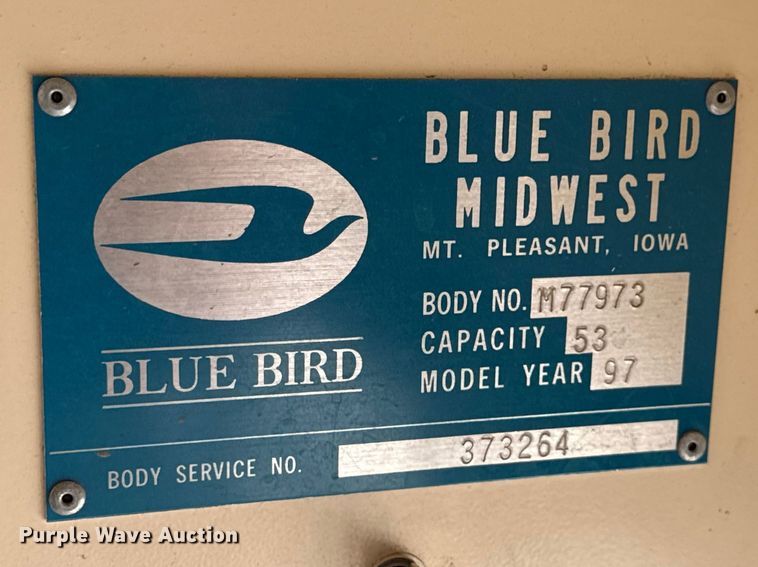 BLUE BIRD
MIDWEST
MT. PLEASANT, IOWA
BODY NO. M77973
CAPACITY 53
MODEL YEAR 97
BLUE BIRD
BODY SERVICE NO. 373264
Purple Wave Auction